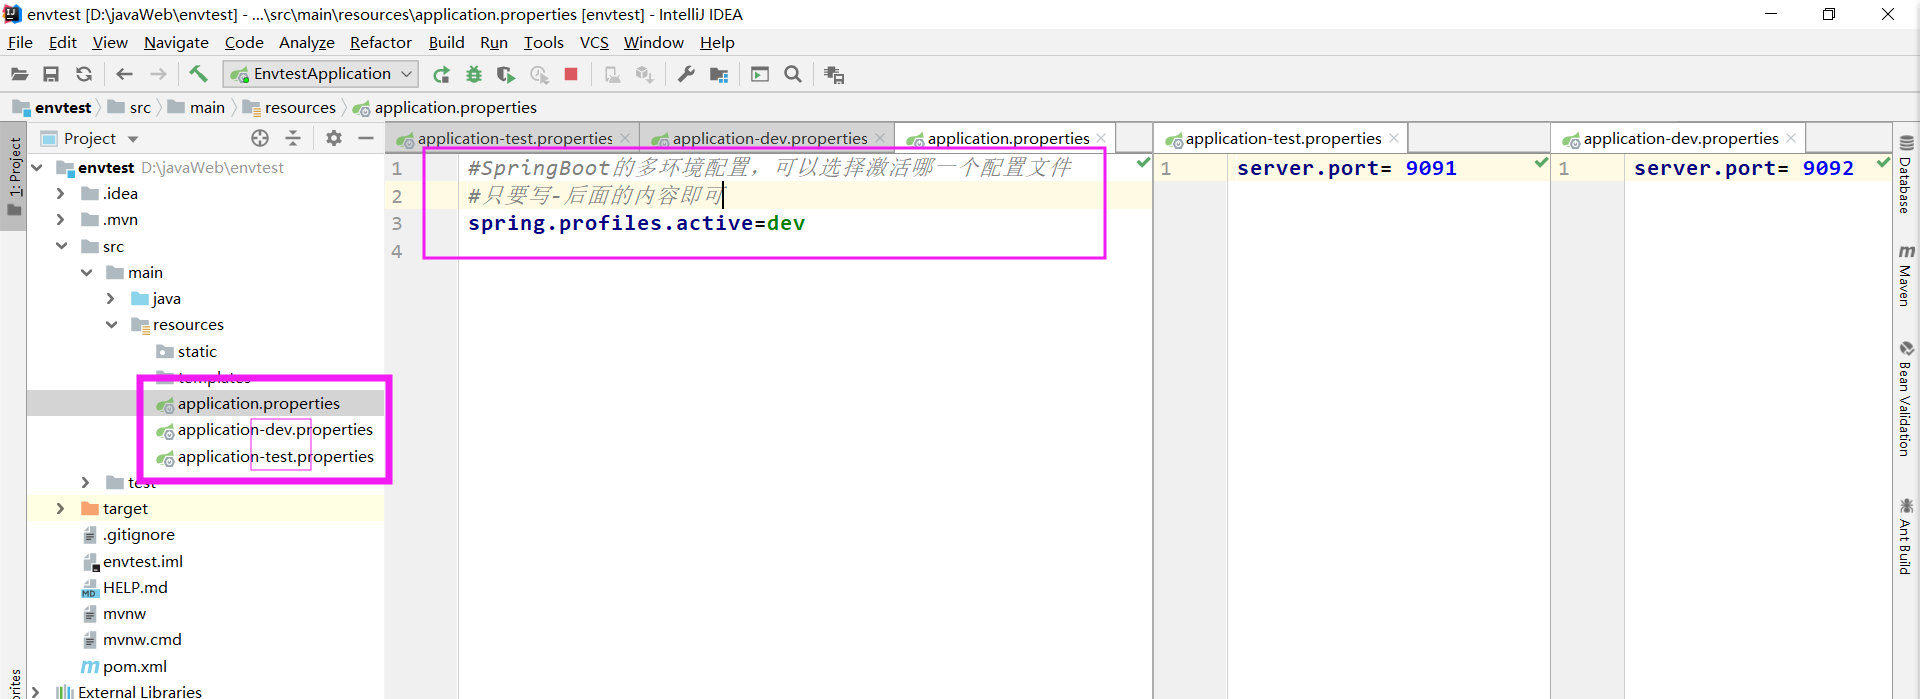 envtest [D:\javaWeb\envtest] - ...\src\main\resources\application.properties [envtest] - IntelliJ IDEA
File Edit View Navigate Code Analyze Refactor Build Run Tools VCS Window Help
EnvtestApplication
envtest src main resources application.properties
1: Project
Project
application-test.properties application-dev.properties application.properties application-test.properties application-dev.properties
envtest D:\javaWeb\envtest
.idea
.mvn
src
main
java
resources
static
templates
application.properties
application-dev.properties
application-test.properties
test
target
.gitignore
envtest.iml
HELP.md
mvnw
mvnw.cmd
pom.xml
External Libraries
1 #SpringBoot的多环境配置，可以选择激活哪一个配置文件
2 #只要写-后面的内容即可
3 spring.profiles.active=dev
4
1 server.port= 9091
1 server.port= 9092
Database
Maven
Bean Validation
Ant Build